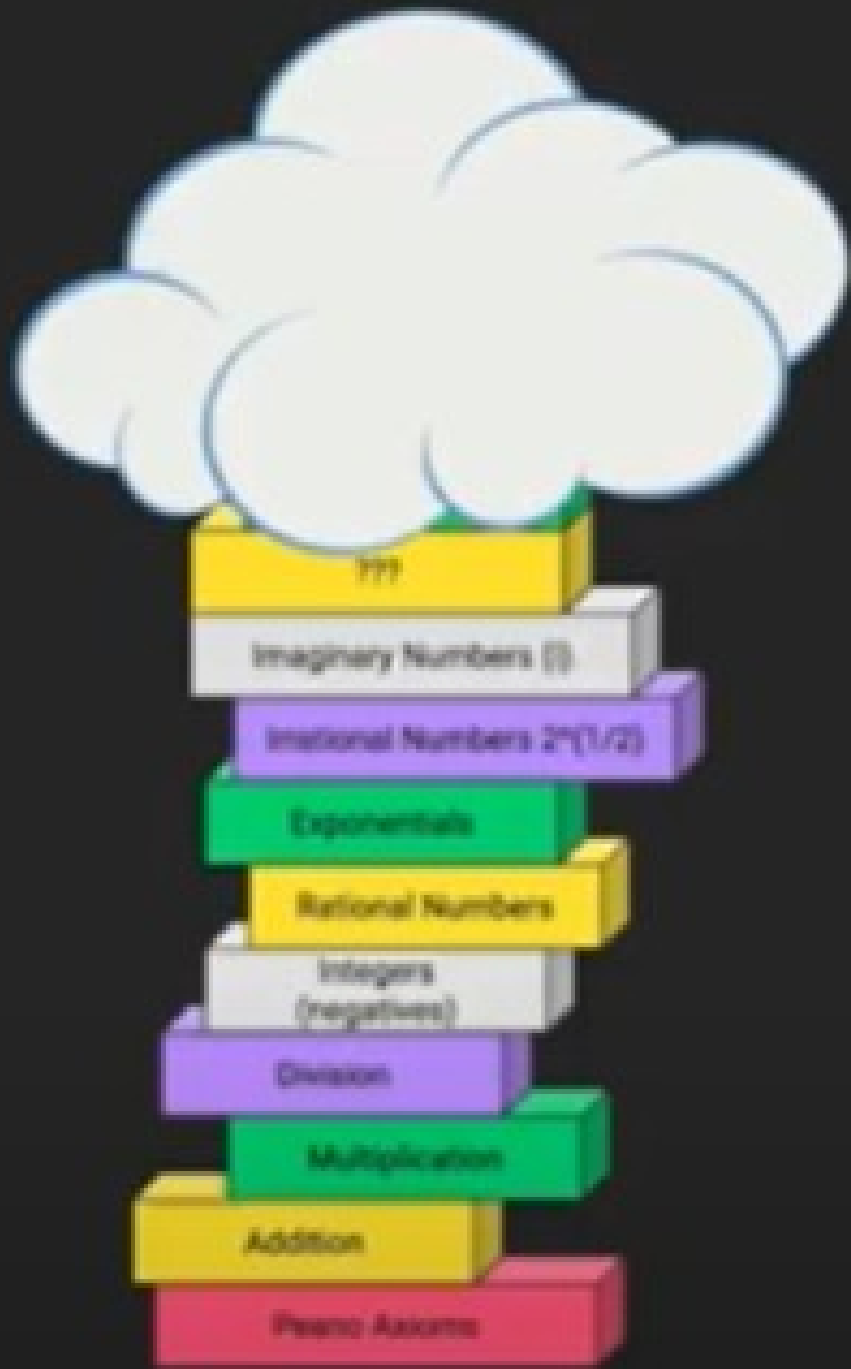 ???
Imaginary Numbers (i).
Irrational Numbers 2^(1/2)
Exponentials
Rational Numbers
Integers
(negatives)
Division
Multiplication
Addition
Peano Axioms